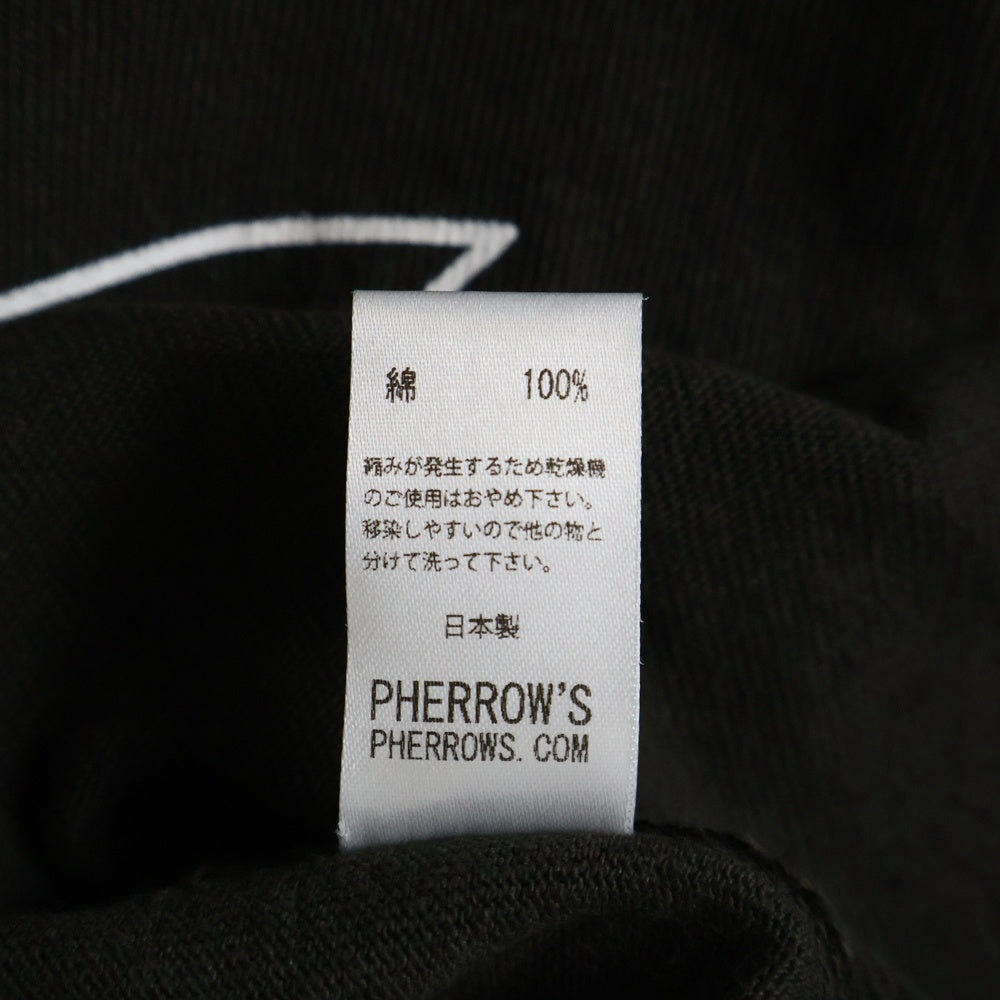 綿 100%
縮みが発生するため乾燥機
のご使用はおやめ下さい。
移染しやすいので他の物と
分けて洗って下さい。
日本製
PHERROW'S
PHERROWS. COM